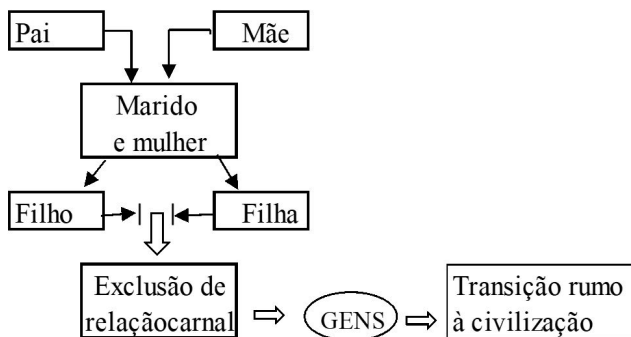 Pai
Mãe
Marido
e mulher
Filho
Filha
Exclusão de
relaçãocarnal
GENS
Transição rumo
à civilização